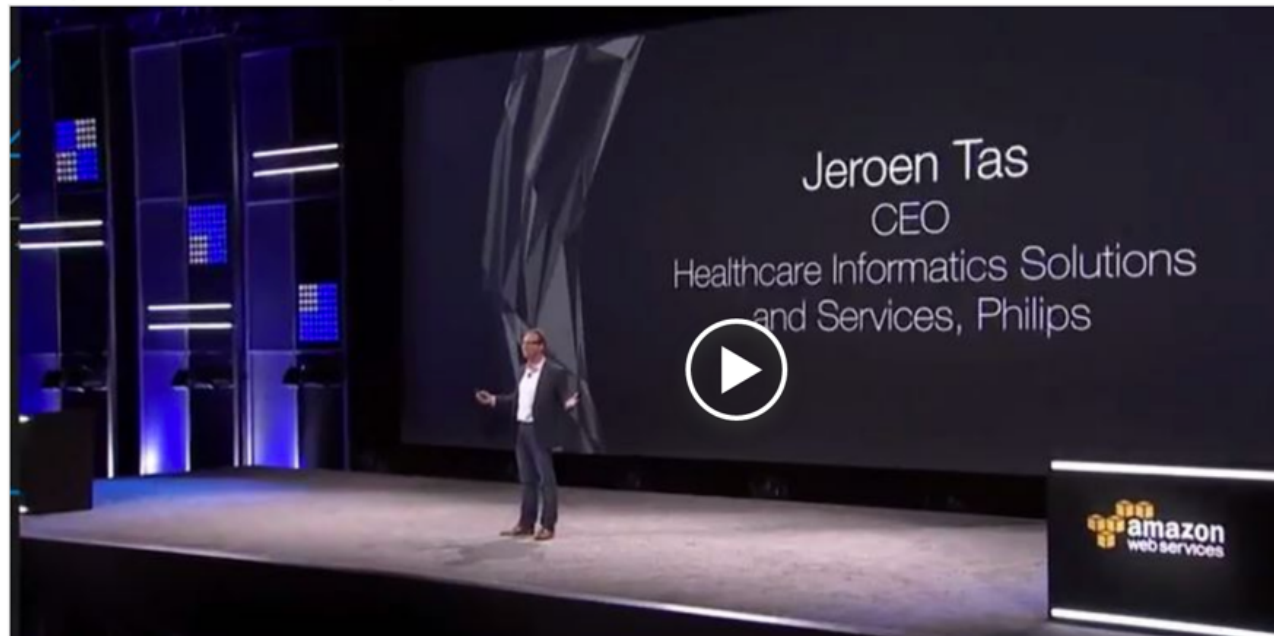 Jeroen Tas
CEO
Healthcare Informatics Solutions
and Services, Philips
amazon
web services